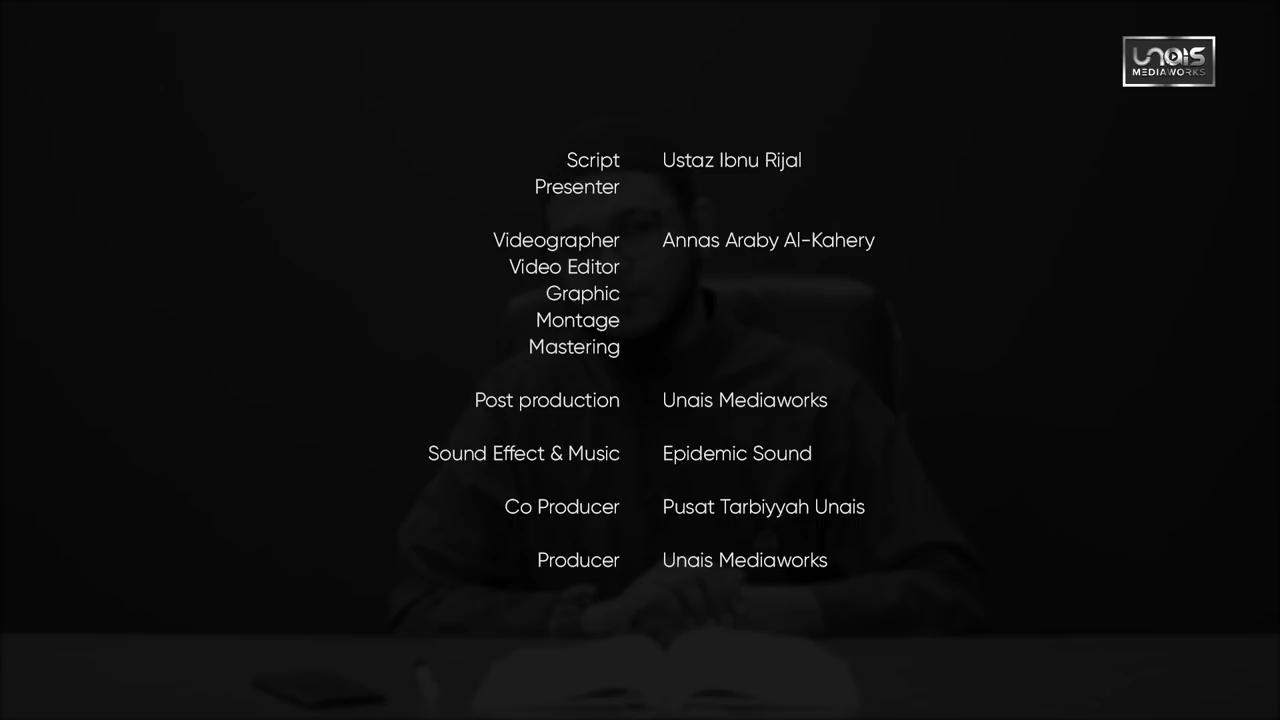 UNAIS
MEDIAWORKS
Script Ustaz Ibnu Rijal
Presenter
Videographer Annas Araby Al-Kahery
Video Editor
Graphic
Montage
Mastering
Post production Unais Mediaworks
Sound Effect & Music Epidemic Sound
Co Producer Pusat Tarbiyyah Unais
Producer Unais Mediaworks